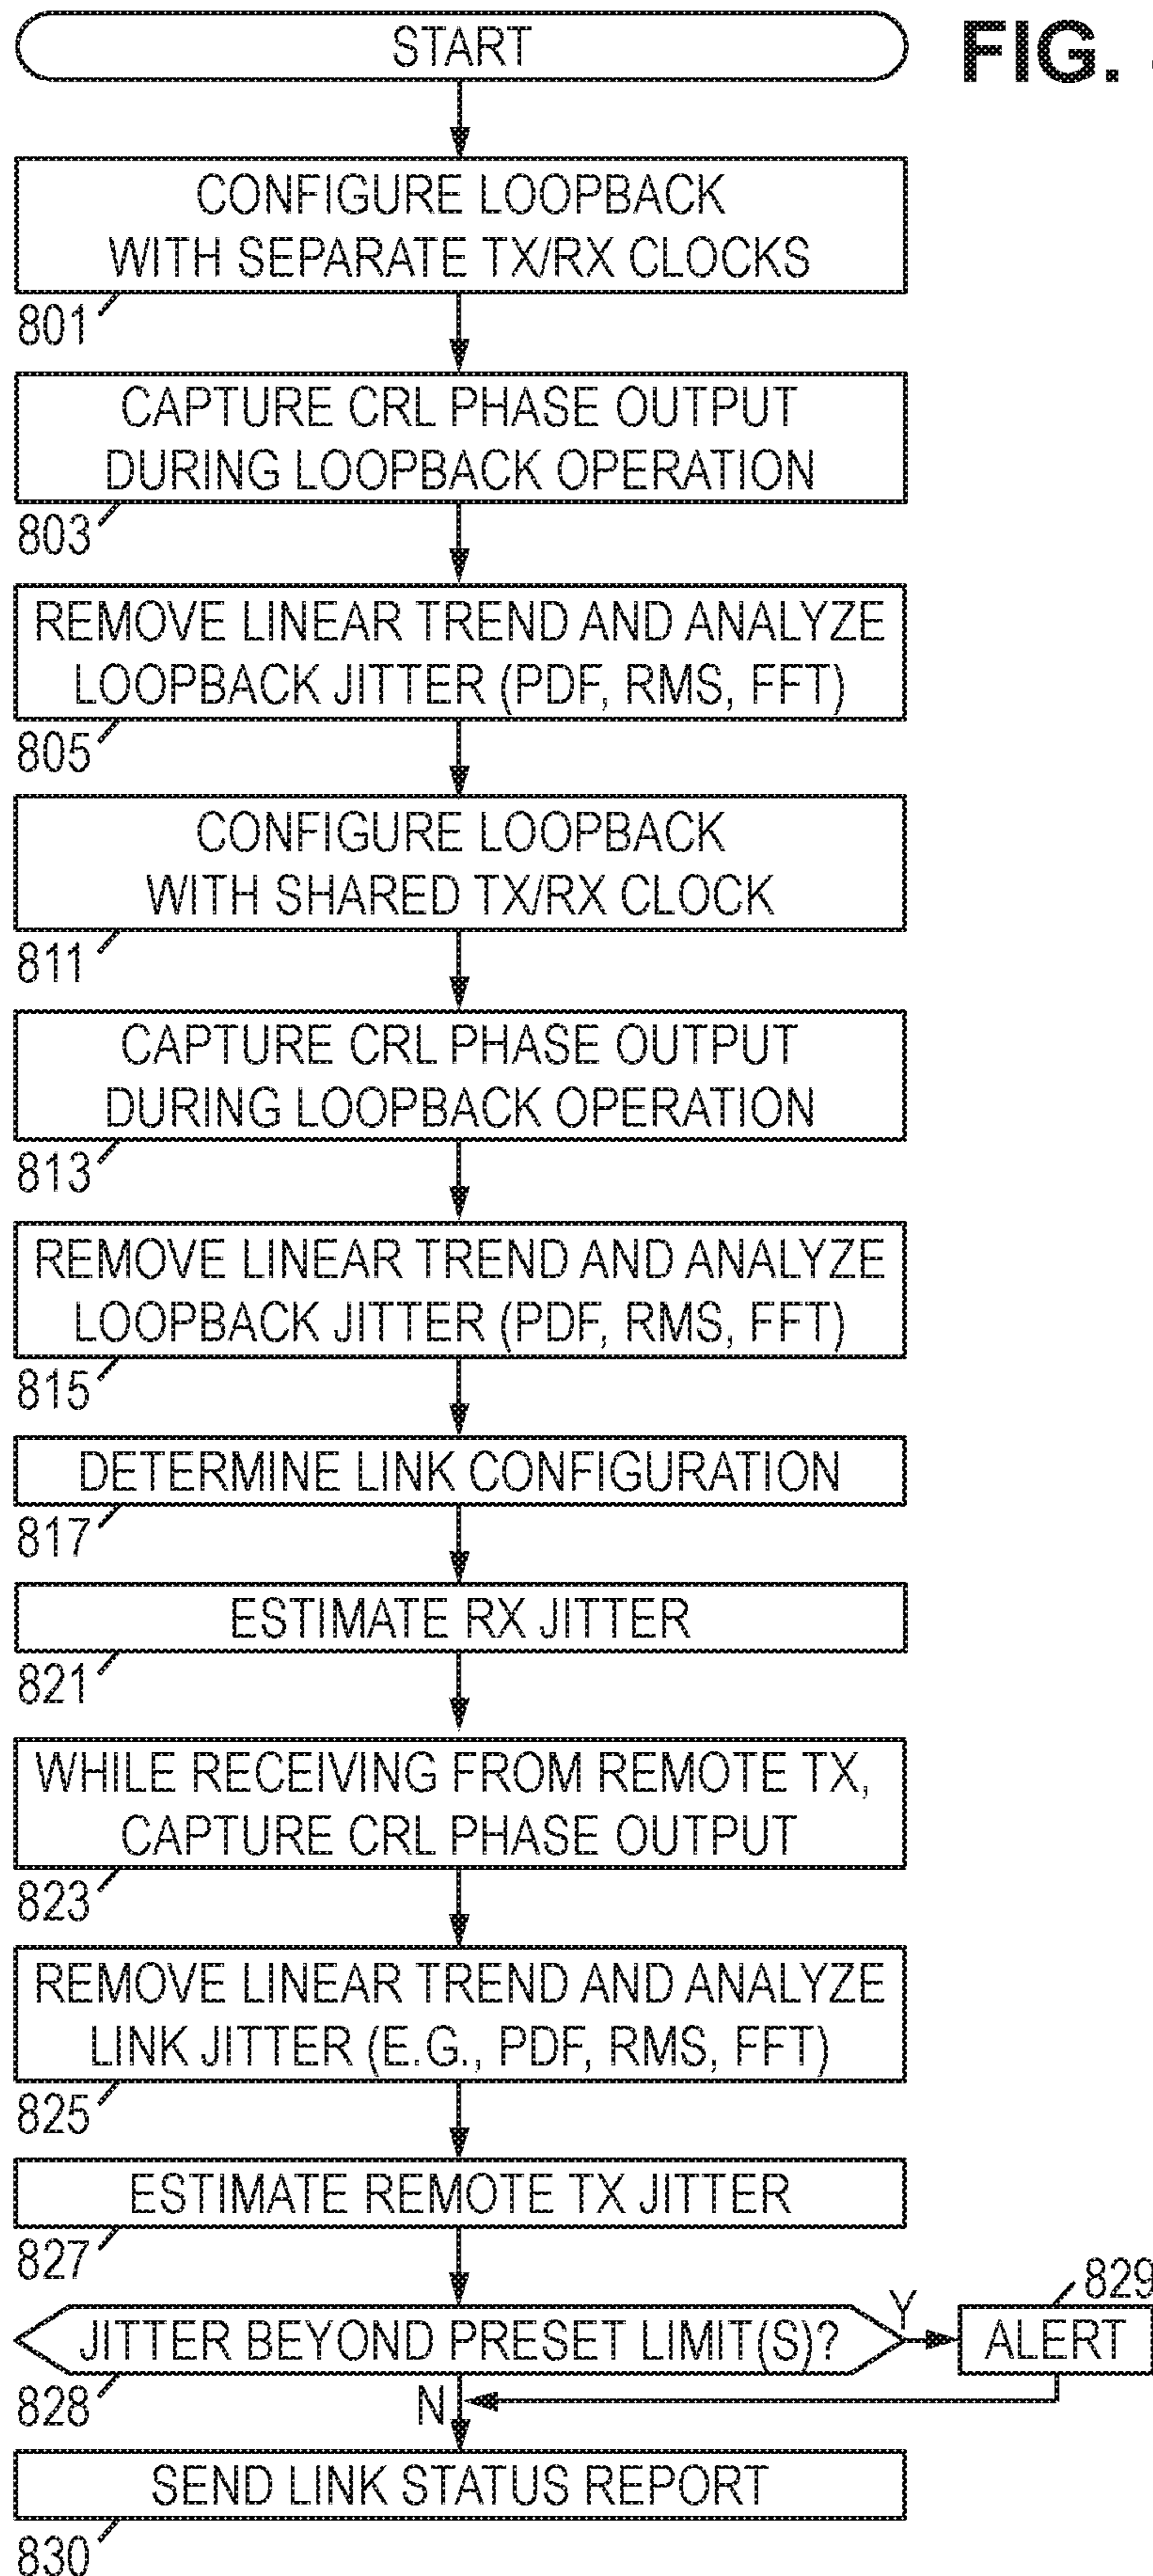 START
FIG.
CONFIGURE LOOPBACK
WITH SEPARATE TX/RX CLOCKS
801
CAPTURE CRL PHASE OUTPUT
DURING LOOPBACK OPERATION
803
REMOVE LINEAR TREND AND ANALYZE
LOOPBACK JITTER (PDF, RMS, FFT)
805
CONFIGURE LOOPBACK
WITH SHARED TX/RX CLOCK
811
CAPTURE CRL PHASE OUTPUT
DURING LOOPBACK OPERATION
813
REMOVE LINEAR TREND AND ANALYZE
LOOPBACK JITTER (PDF, RMS, FFT)
815
DETERMINE LINK CONFIGURATION
817
ESTIMATE RX JITTER
821
WHILE RECEIVING FROM REMOTE TX,
CAPTURE CRL PHASE OUTPUT
823
REMOVE LINEAR TREND AND ANALYZE
LINK JITTER (E.G., PDF, RMS, FFT)
825
ESTIMATE REMOTE TX JITTER
827
829
JITTER BEYOND PRESET LIMIT(S)?
Y
ALERT
828
N
SEND LINK STATUS REPORT
830